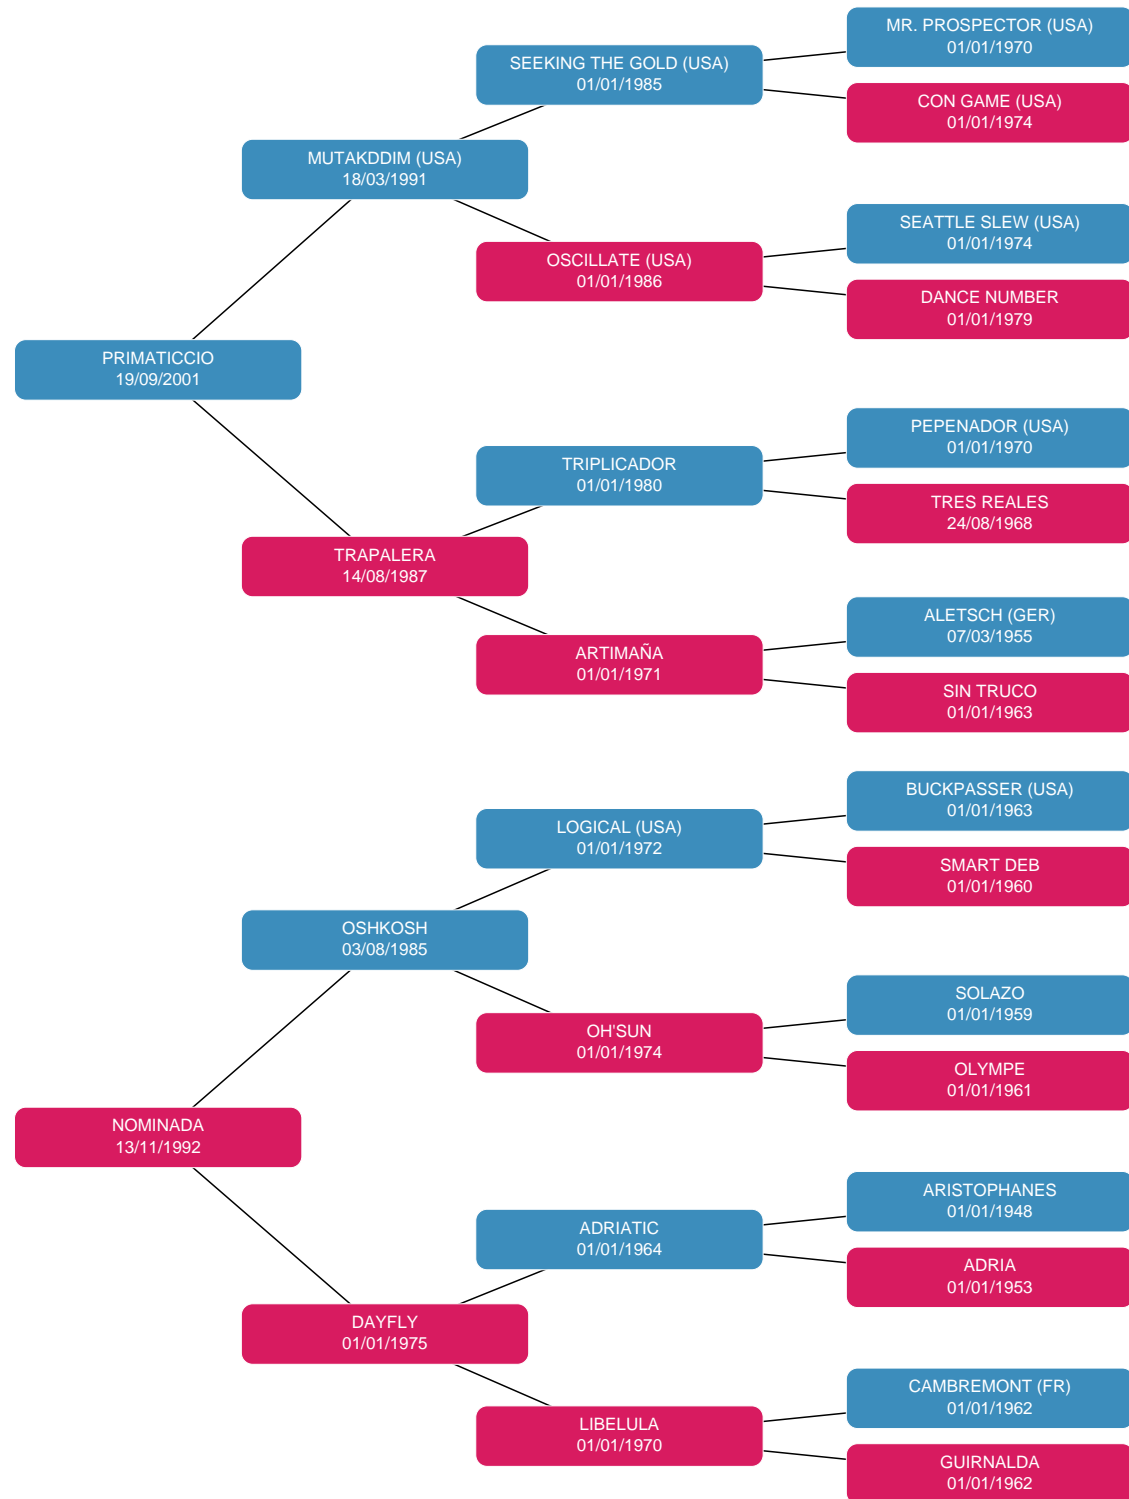 MR. PROSPECTOR (USA)
01/01/1970
SEEKING THE GOLD (USA)
01/01/1985
CON GAME (USA)
01/01/1974
MUTAKDDIM (USA)
18/03/1991
SEATTLE SLEW (USA)
01/01/1974
OSCILLATE (USA)
01/01/1986
DANCE NUMBER
01/01/1979
PRIMATICCIO
19/09/2001
PEPENADOR (USA)
01/01/1970
TRIPLICADOR
01/01/1980
TRES REALES
24/08/1968
TRAPALERA
14/08/1987
ALETSCH (GER)
07/03/1955
ARTIMAÑA
01/01/1971
SIN TRUCO
01/01/1963
BUCKPASSER (USA)
01/01/1963
LOGICAL (USA)
01/01/1972
SMART DEB
01/01/1960
OSHKOSH
03/08/1985
SOLAZO
01/01/1959
OH'SUN
01/01/1974
OLYMPE
01/01/1961
NOMINADA
13/11/1992
ARISTOPHANES
01/01/1948
ADRIATIC
01/01/1964
ADRIA
01/01/1953
DAYFLY
01/01/1975
CAMBREMONT (FR)
01/01/1962
LIBELULA
01/01/1970
GUIRNALDA
01/01/1962